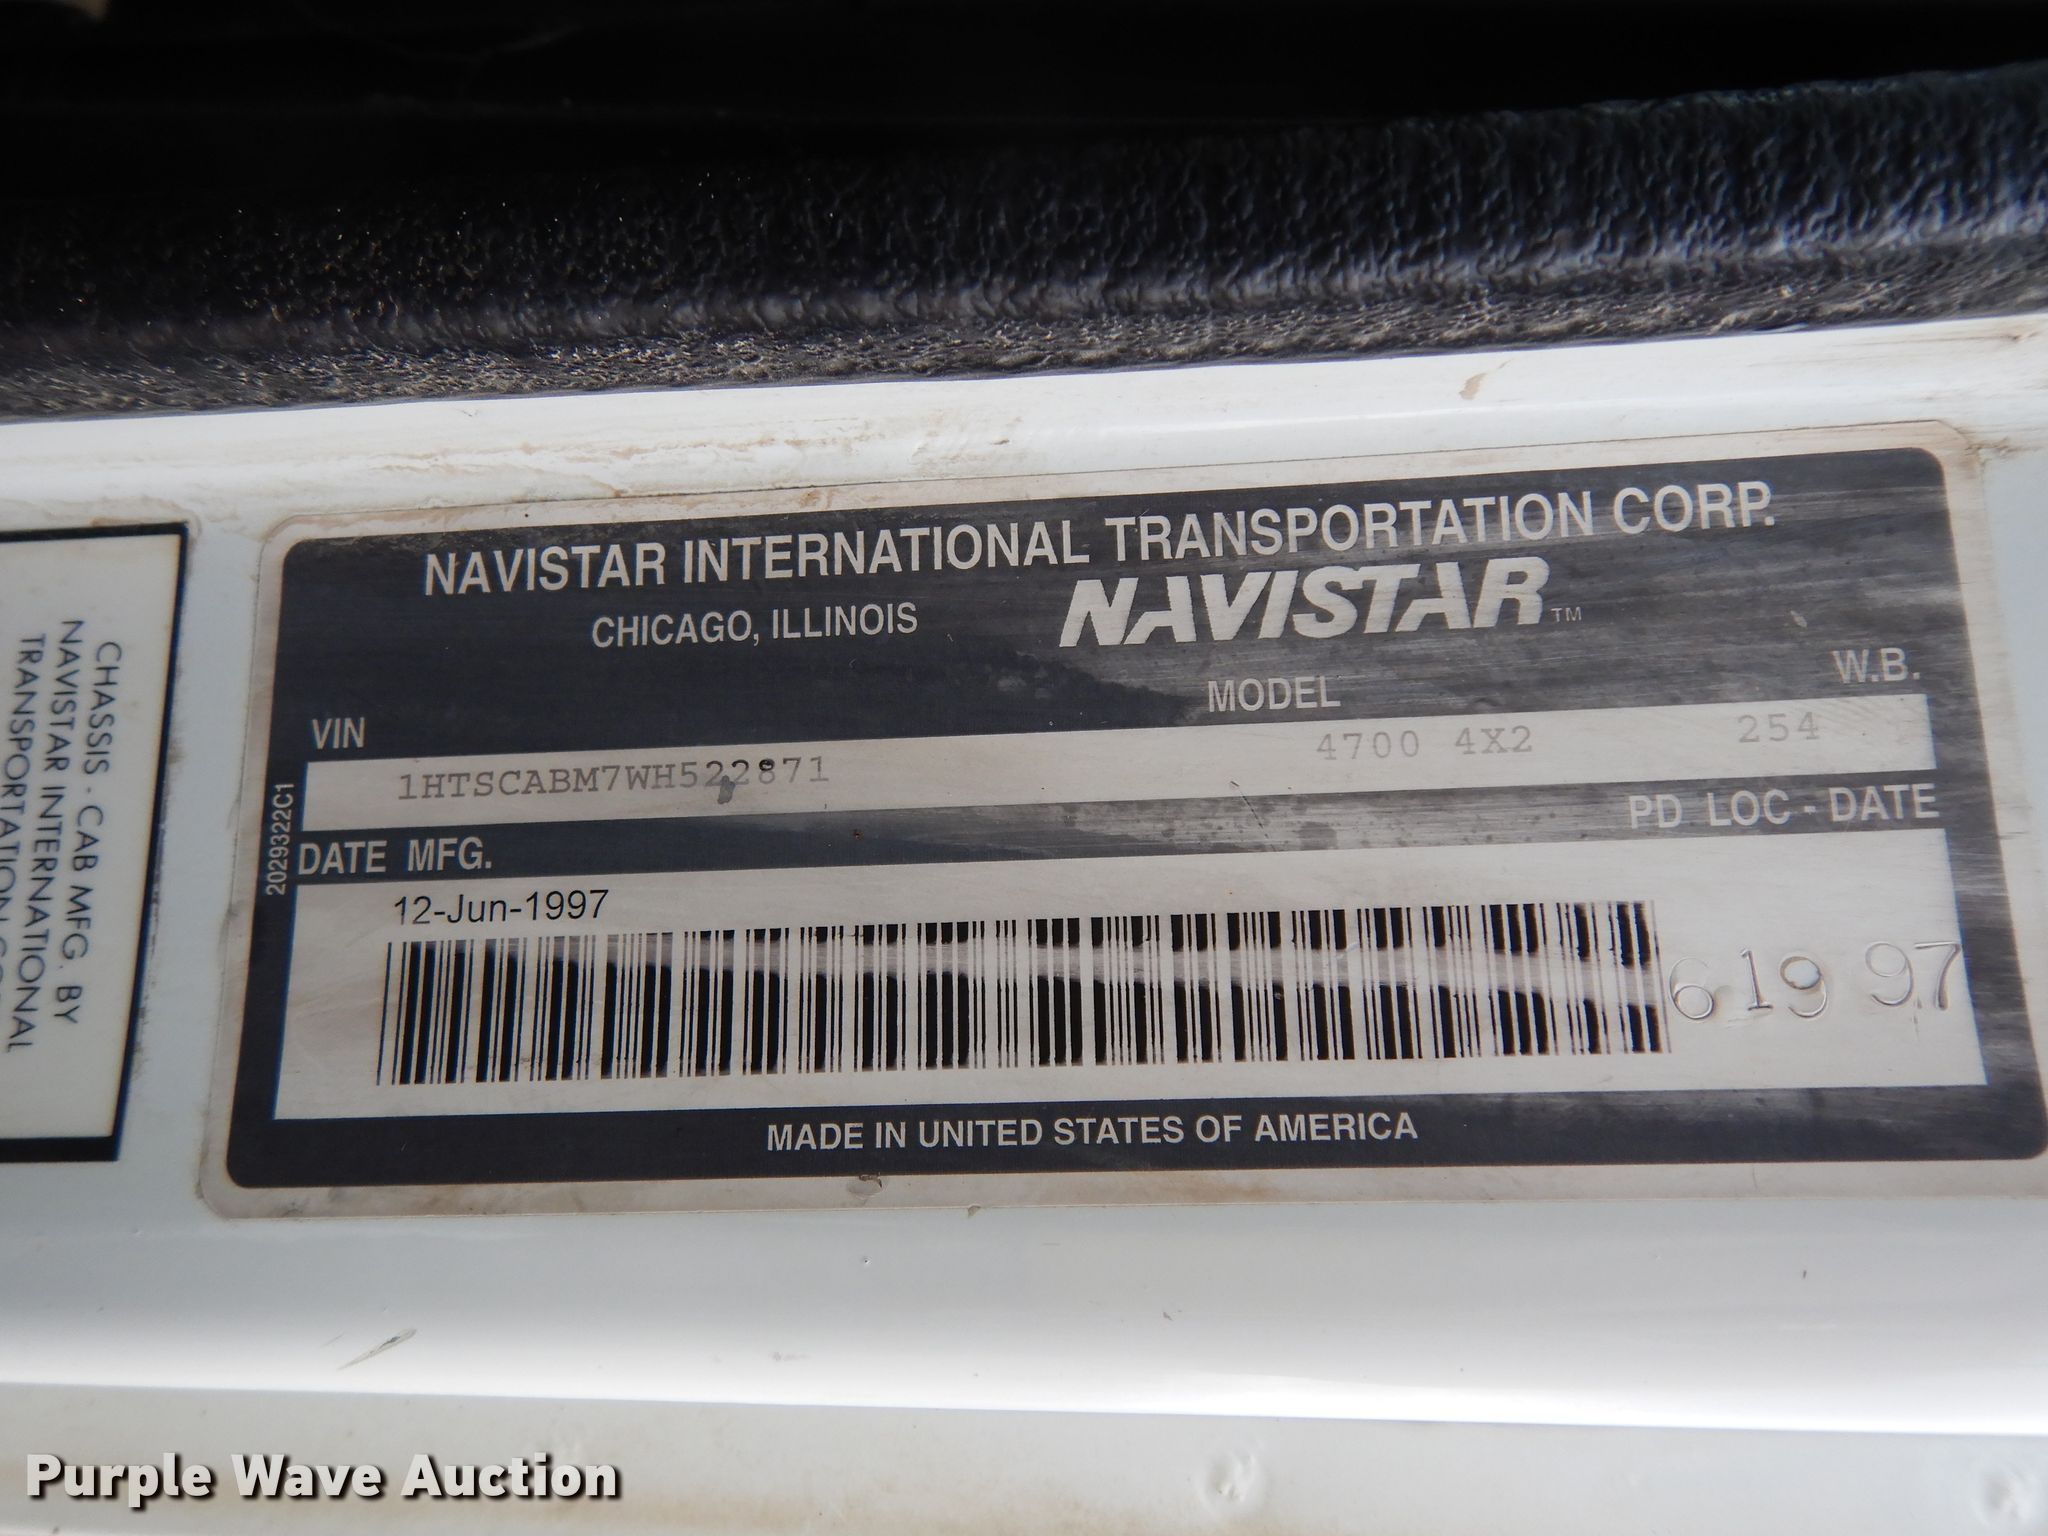 NAVISTAR INTERNATIONAL TRANSPORTATION CORP.
CHICAGO, ILLINOIS
NAVISTAR™
VIN
MODEL
W.B.
1HTSCABM7WH522871
4700 4X2
254
DATE MFG.
PD LOC - DATE
12-Jun-1997
6 19 97
MADE IN UNITED STATES OF AMERICA
2029322C1
CHASSIS - CAB MFG. BY
NAVISTAR INTERNATIONAL
Purple Wave Auction